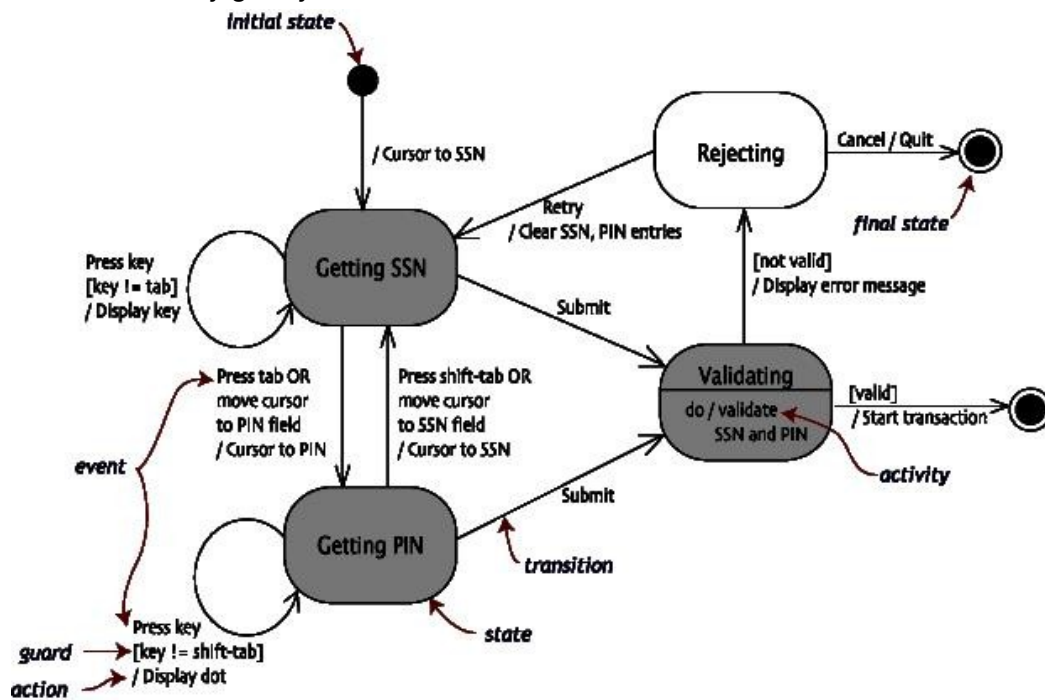 initial state
/ Cursor to SSN
Rejecting
Cancel / Quit
final state
Retry
/ Clear SSN, PIN entries
Getting SSN
Press key
[key != tab]
/ Display key
[not valid]
/ Display error message
Submit
Validating
do / validate
SSN and PIN
[valid]
/ Start transaction
activity
Press tab OR
move cursor
to PIN field
/ Cursor to PIN
Press shift-tab OR
move cursor
to SSN field
/ Cursor to SSN
event
Submit
Getting PIN
transition
state
Press key
guard
[key != shift-tab]
action
/ Display dot